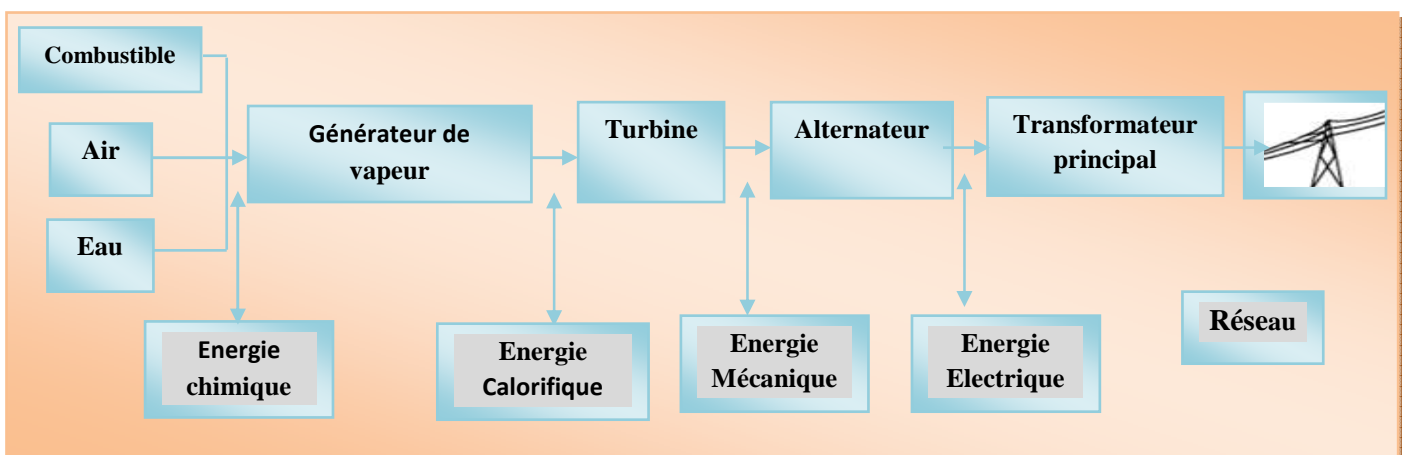 Combustible
Air
Eau
Générateur de
vapeur
Turbine
Alternateur
Transformateur
principal
Energie
chimique
Energie
Calorifique
Energie
Mécanique
Energie
Electrique
Réseau